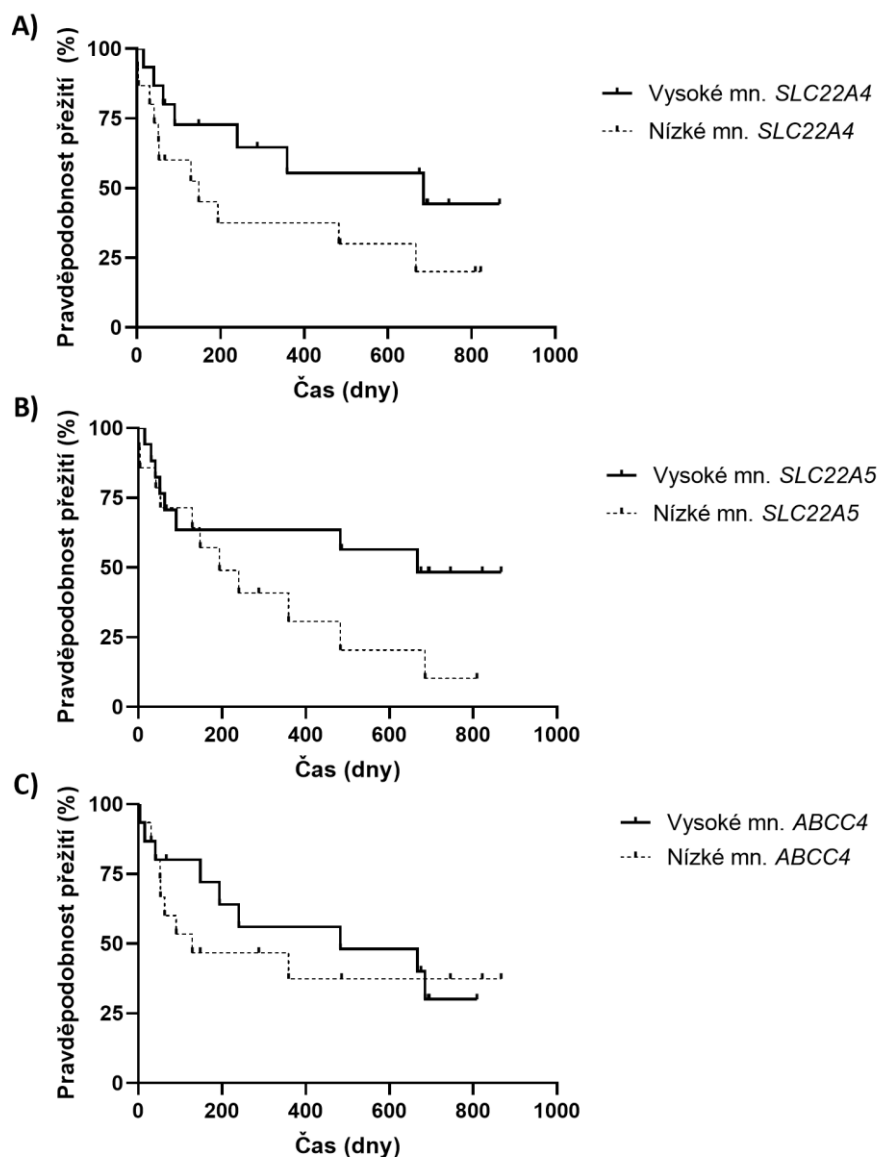 A)
Pravděpodobnost přežití (%)
100
75
50
25
0
0 200 400 600 800 1000
Čas (dny)
Vysoké mn. SLC22A4
Nízké mn. SLC22A4
B)
Pravděpodobnost přežití (%)
100
75
50
25
0
0 200 400 600 800 1000
Čas (dny)
Vysoké mn. SLC22A5
Nízké mn. SLC22A5
C)
Pravděpodobnost přežití (%)
100
75
50
25
0
0 200 400 600 800 1000
Čas (dny)
Vysoké mn. ABCC4
Nízké mn. ABCC4